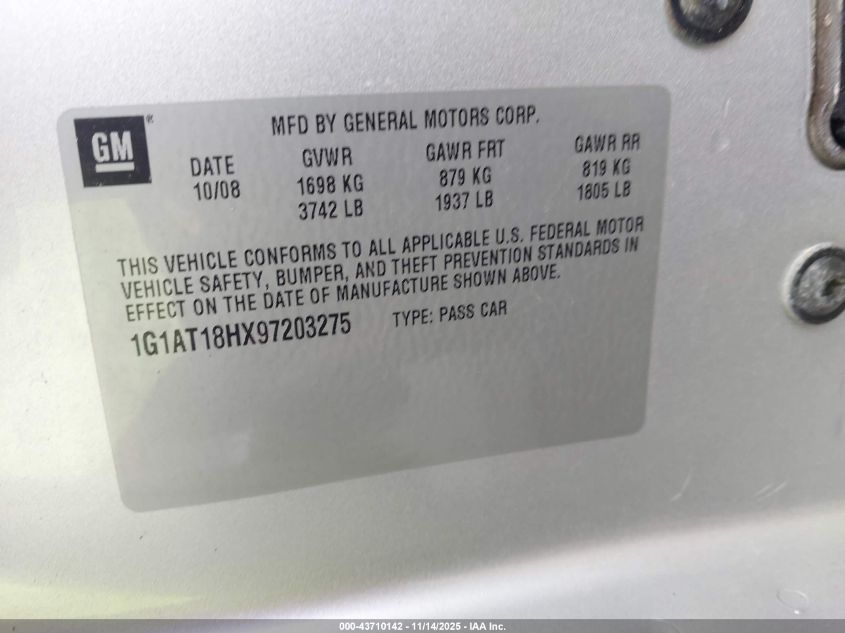 GM®
MFD BY GENERAL MOTORS CORP.
DATE GVWR GAWR FRT GAWR RR
10/08 1698 KG 879 KG 819 KG
3742 LB 1937 LB 1805 LB
THIS VEHICLE CONFORMS TO ALL APPLICABLE U.S. FEDERAL MOTOR
VEHICLE SAFETY, BUMPER, AND THEFT PREVENTION STANDARDS IN
EFFECT ON THE DATE OF MANUFACTURE SHOWN ABOVE.
1G1AT18HX97203275 TYPE: PASS CAR
000-43710142 - 11/14/2025 - IAA Inc.